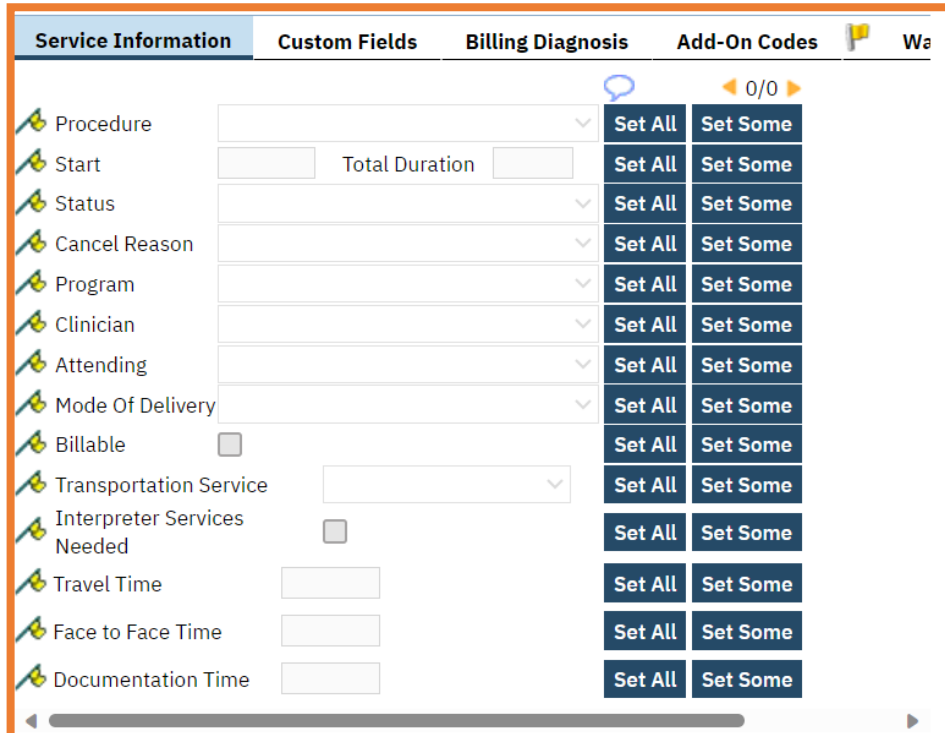 Service Information Custom Fields Billing Diagnosis Add-On Codes Wa
0/0
Procedure Set All Set Some
Start Total Duration Set All Set Some
Status Set All Set Some
Cancel Reason Set All Set Some
Program Set All Set Some
Clinician Set All Set Some
Attending Set All Set Some
Mode Of Delivery Set All Set Some
Billable Set All Set Some
Transportation Service Set All Set Some
Interpreter Services
Needed Set All Set Some
Travel Time Set All Set Some
Face to Face Time Set All Set Some
Documentation Time Set All Set Some